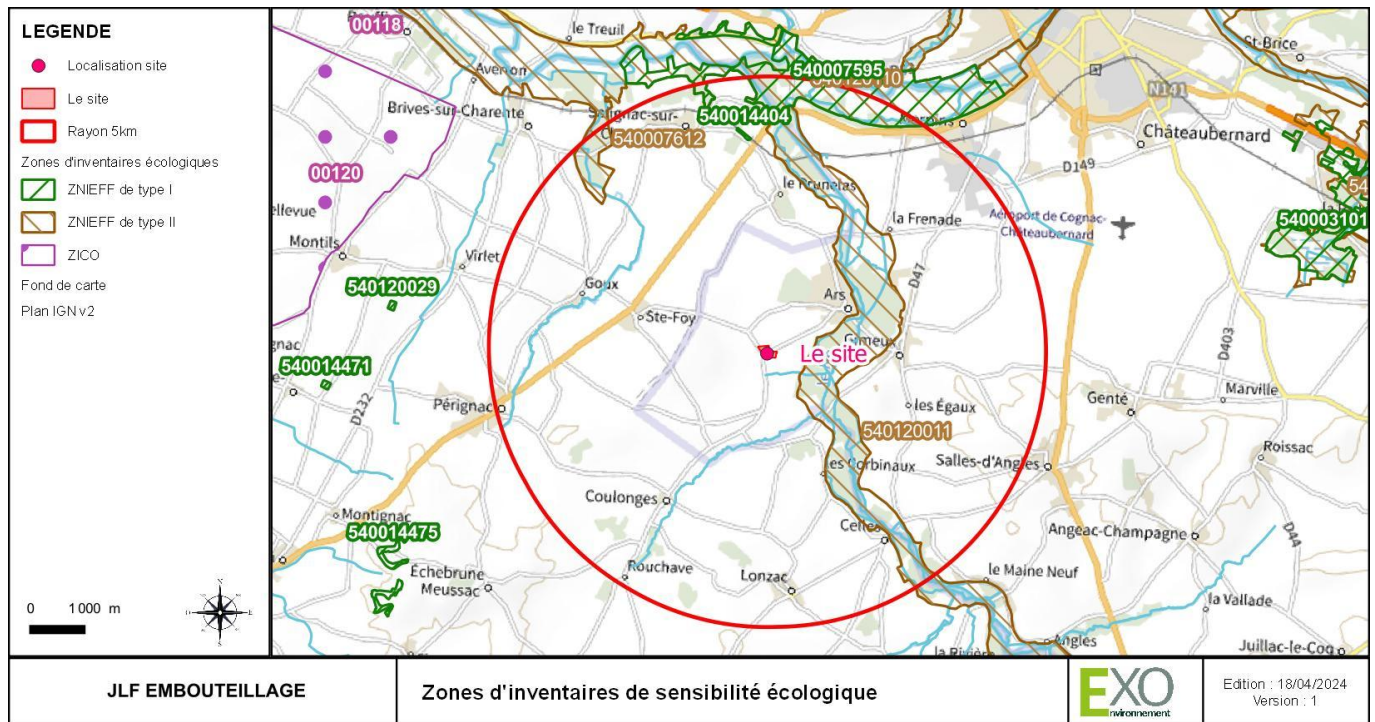 LEGENDE
Localisation site
Le site
Rayon 5km
Zones d'inventaires écologiques
ZNIEFF de type I
ZNIEFF de type II
ZICO
Fond de carte
Plan IGN v2
0 1 000 m
00118
le Treuil
St-Brice
Avenon
540007595
N141
Brives-sur-Charente
540014404
540007612
Châteaubernard
D149
00120
le Prunelas
la Frenade
Aéroport de Cognac-
Châteaubernard
540003101
Montils
Virlet
D47
540120029
Goux
Ars
Ste-Foy
Gimeux
Le site
D403
540014471
D232
Pérignac
les Égaux
Genté
Marville
540120011
Roissac
Salles-d'Angles
Coulonges
Montignac
540014475
Celles
Angeac-Champagne
D44
Echebrune
Meussac
Rouchave
Lonzac
le Maine Neuf
la Vallade
Angles
la Rivière
Juillac-le-Coq
JLF EMBOUTEILLAGE
Zones d'inventaires de sensibilité écologique
EXO
Environnement
Edition : 18/04/2024
Version : 1